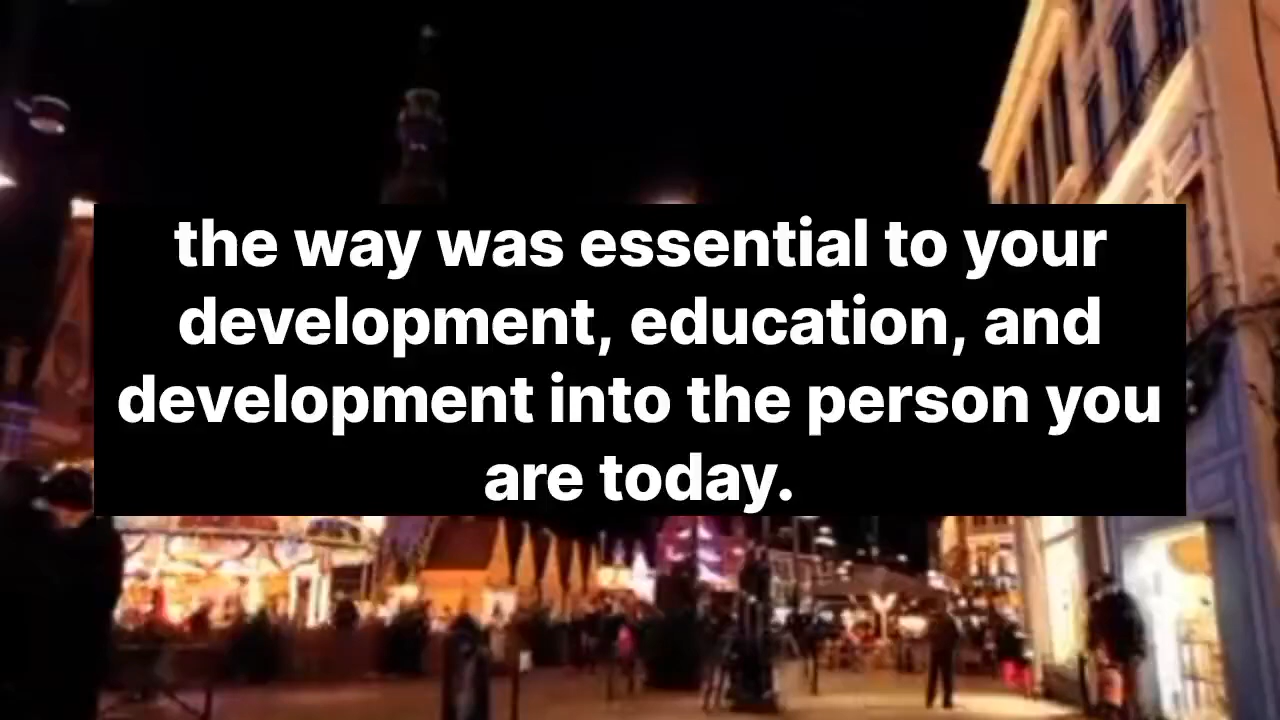 the way was essential to your
development, education, and
development into the person you
are today.